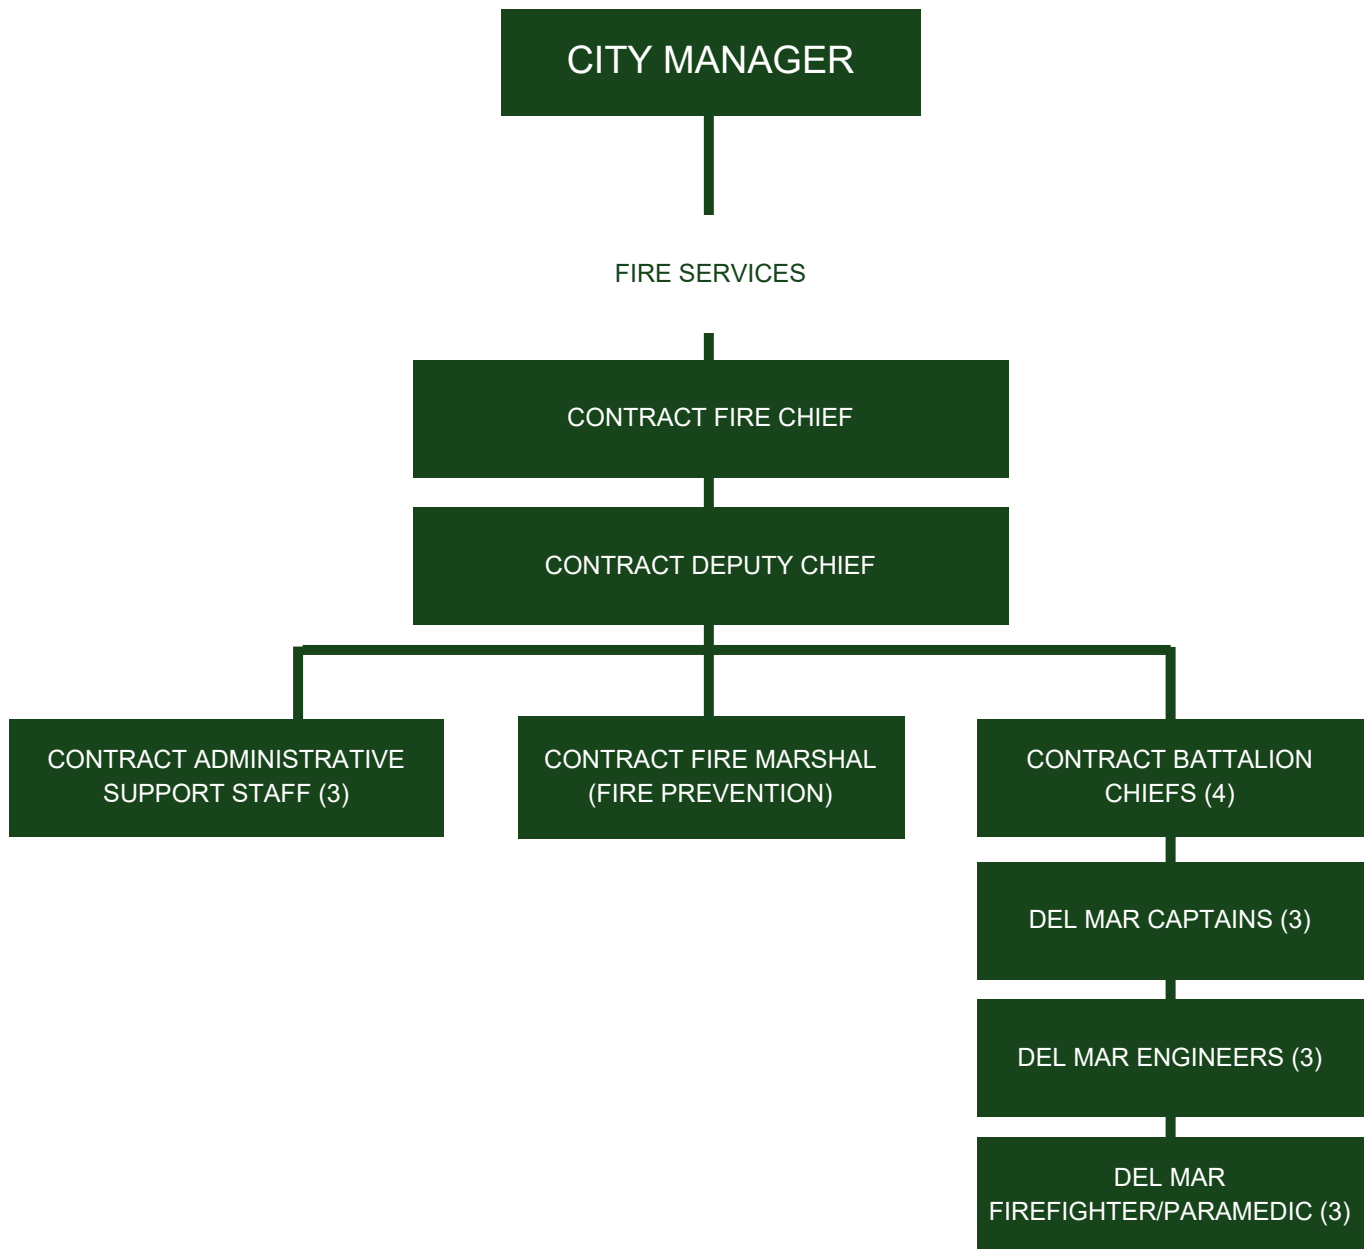 CITY MANAGER
FIRE SERVICES
CONTRACT FIRE CHIEF
CONTRACT DEPUTY CHIEF
CONTRACT ADMINISTRATIVE
SUPPORT STAFF (3)
CONTRACT FIRE MARSHAL
(FIRE PREVENTION)
CONTRACT BATTALION
CHIEFS (4)
DEL MAR CAPTAINS (3)
DEL MAR ENGINEERS (3)
DEL MAR
FIREFIGHTER/PARAMEDIC (3)